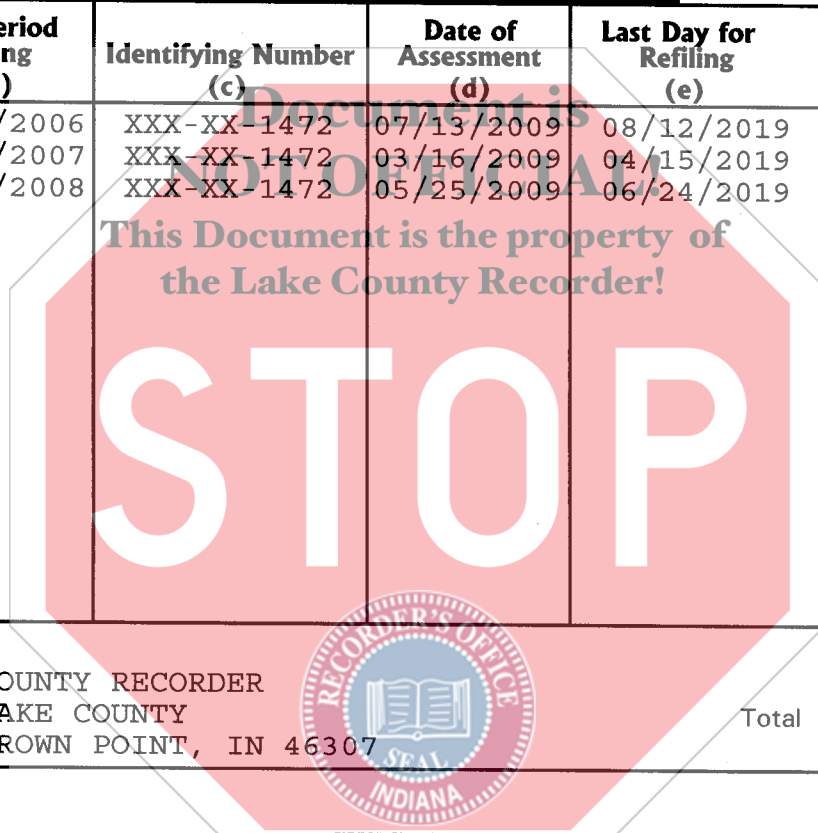 eriod
ng
)
Identifying Number
(c)
Date of
Assessment
(d)
Last Day for
Refiling
(e)
/2006 XXX-XX-1472 07/13/2009 08/12/2019
/2007 XXX-XX-1472 03/16/2009 04/15/2019
/2008 XXX-XX-1472 05/25/2009 06/24/2019
Document is
NOT OFFICIAL!
This Document is the property of
the Lake County Recorder!
STOP
OUNTY RECORDER
AKE COUNTY
ROWN POINT, IN 46307
Total
RECORDER'S OFFICE
SEAL
INDIANA